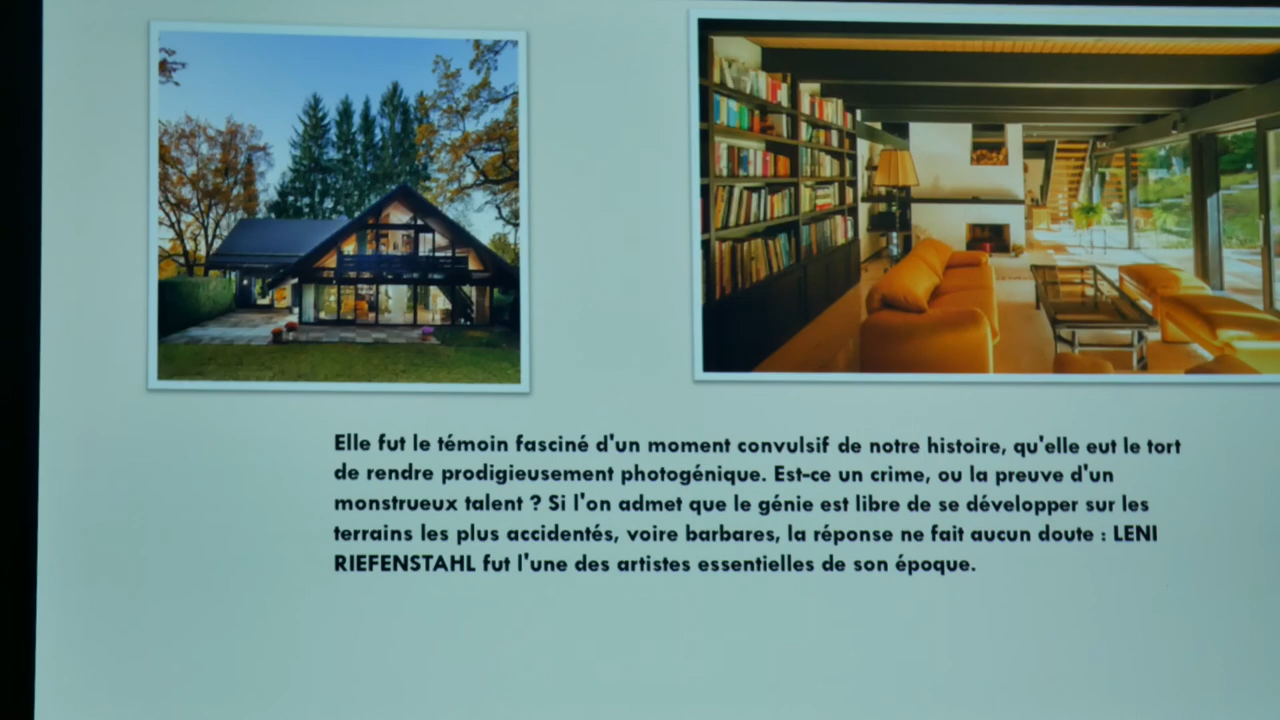 Elle fut le témoin fasciné d'un moment convulsif de notre histoire, qu'elle eut le tort
de rendre prodigieusement photogénique. Est-ce un crime, ou la preuve d'un
monstrueux talent ? Si l'on admet que le génie est libre de se développer sur les
terrains les plus accidentés, voire barbares, la réponse ne fait aucun doute : LENI
RIEFENSTAHL fut l'une des artistes essentielles de son époque.